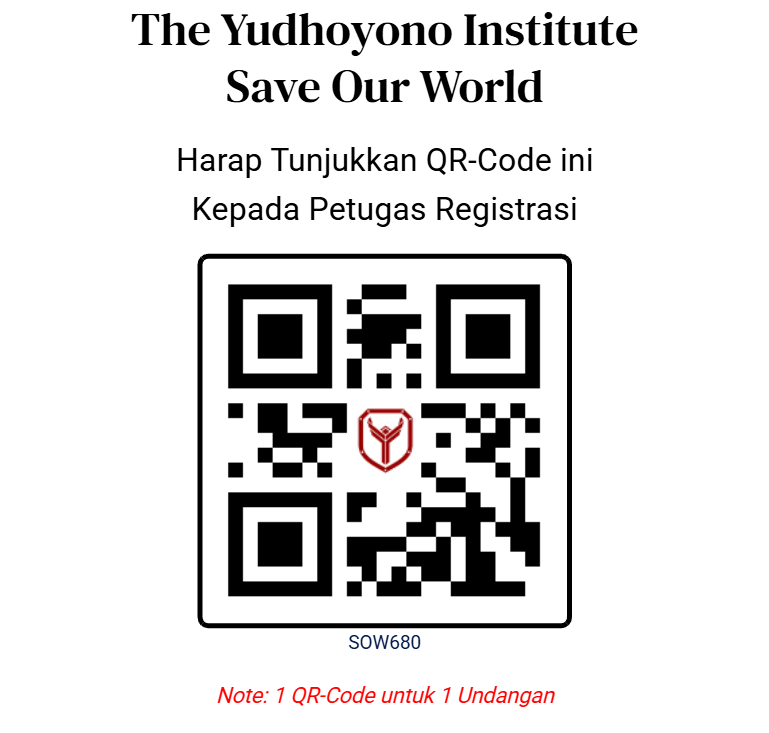 The Yudhoyono Institute
Save Our World
Harap Tunjukkan QR-Code ini
Kepada Petugas Registrasi
SOW680
Note: 1 QR-Code untuk 1 Undangan